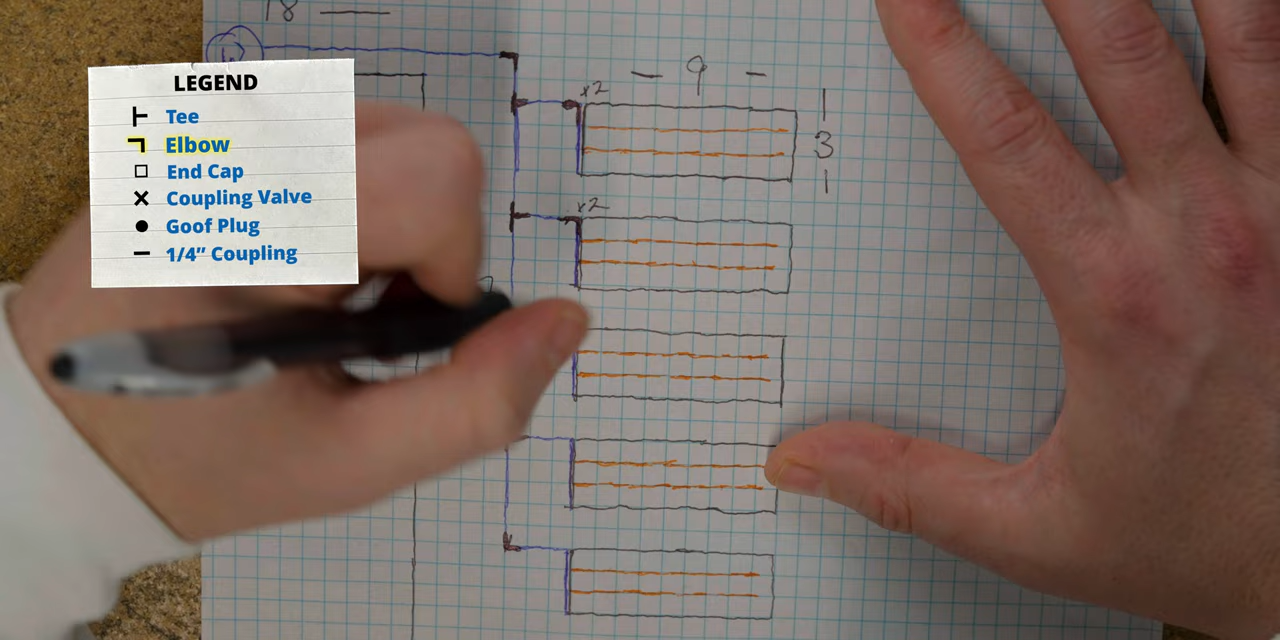 18
LEGEND
Tee
Elbow
End Cap
Coupling Valve
Goof Plug
1/4” Coupling
W
9
x2
3
x2